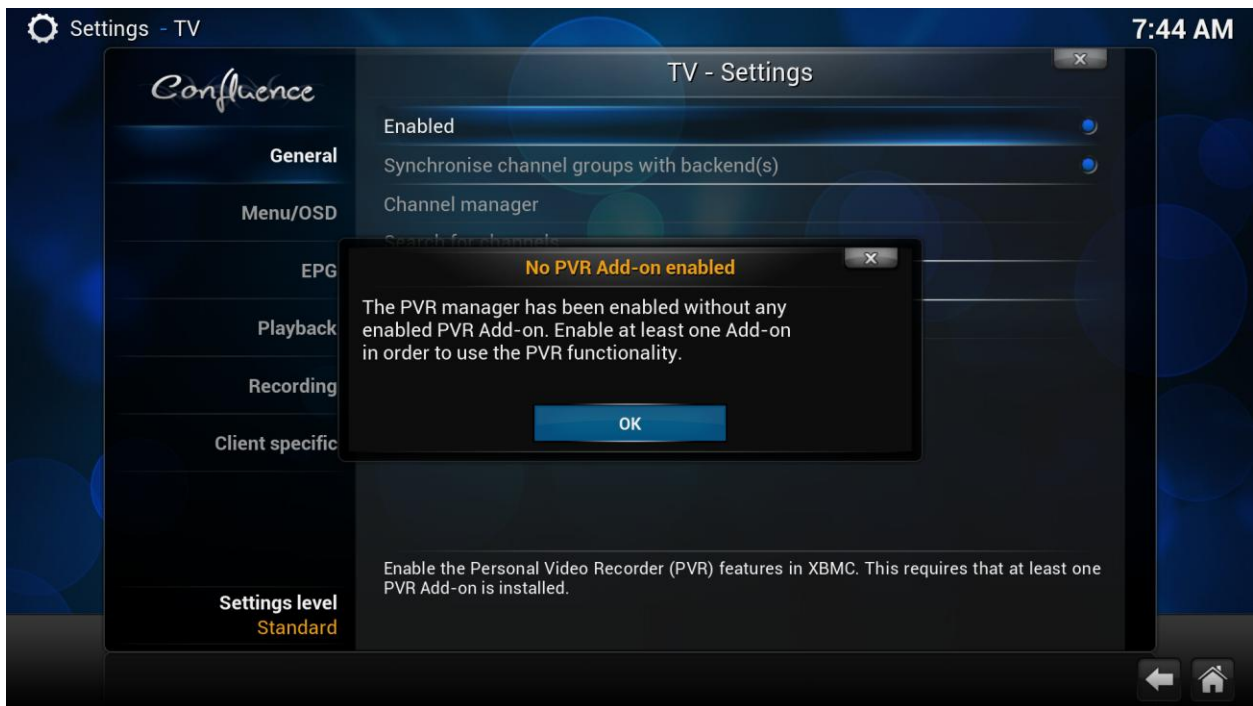 Settings - TV
7:44 AM
Confluence
TV - Settings
General
Menu/OSD
EPG
Playback
Recording
Client specific
Settings level
Standard
Enabled
Synchronise channel groups with backend(s)
Channel manager
Search for channels
No PVR Add-on enabled
The PVR manager has been enabled without any
enabled PVR Add-on. Enable at least one Add-on
in order to use the PVR functionality.
OK
Enable the Personal Video Recorder (PVR) features in XBMC. This requires that at least one
PVR Add-on is installed.